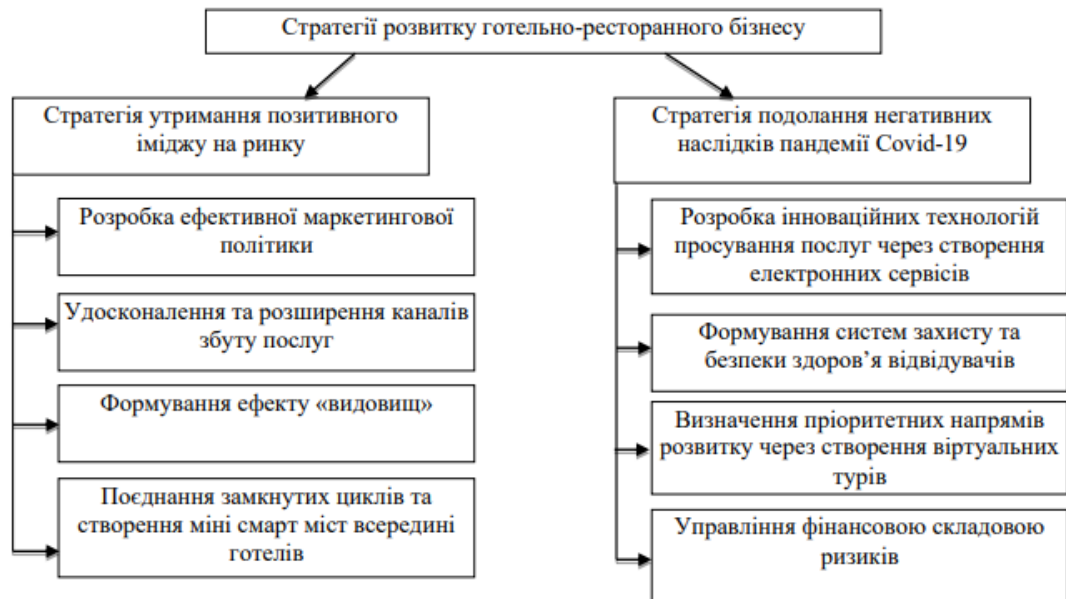 Стратегії розвитку готельно-ресторанного бізнесу
Стратегія утримання позитивного
іміджу на ринку
Розробка ефективної маркетингової
політики
Удосконалення та розширення каналів
збуту послуг
Формування ефекту «видовищ»
Поєднання замкнутих циклів та
створення міні смарт міст всередині
готелів
Стратегія подолання негативних
наслідків пандемії Covid-19
Розробка інноваційних технологій
просування послуг через створення
електронних сервісів
Формування систем захисту та
безпеки здоров’я відвідувачів
Визначення пріоритетних напрямів
розвитку через створення віртуальних
турів
Управління фінансовою складовою
ризиків